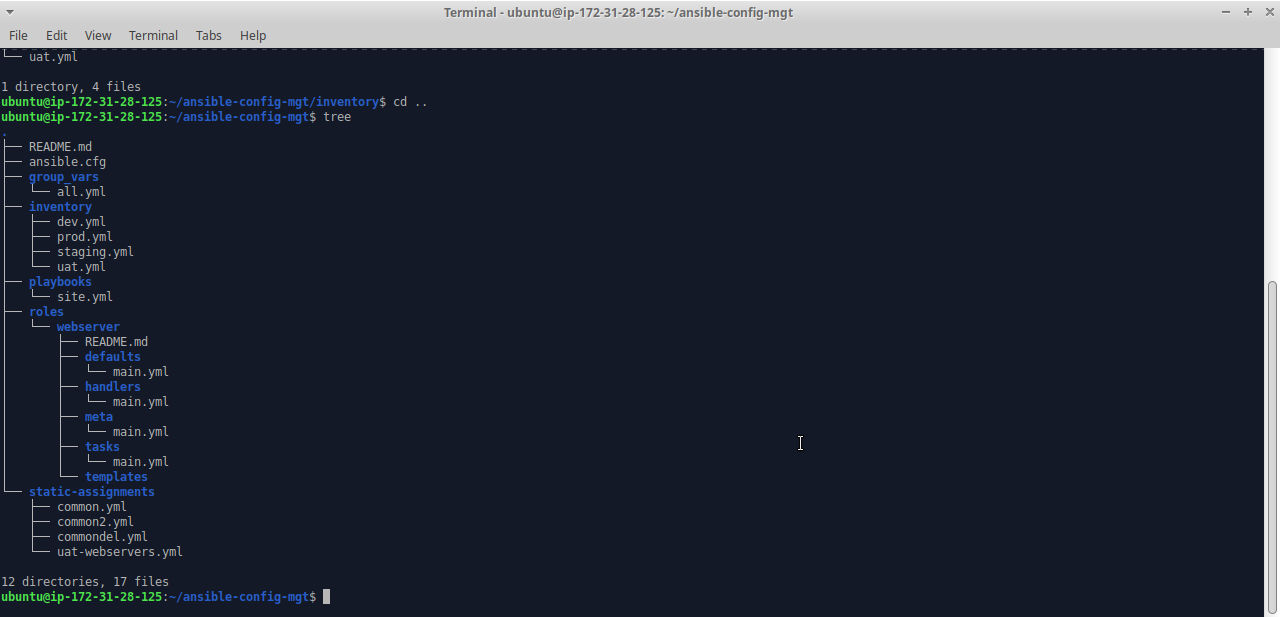 Terminal - ubuntu@ip-172-31-28-125: ~/ansible-config-mgt
File Edit View Terminal Tabs Help
└── uat.yml
1 directory, 4 files
ubuntu@ip-172-31-28-125:~/ansible-config-mgt/inventory$ cd ..
ubuntu@ip-172-31-28-125:~/ansible-config-mgt$ tree
.
├── README.md
├── ansible.cfg
├── group_vars
│   └── all.yml
├── inventory
│   ├── dev.yml
│   ├── prod.yml
│   ├── staging.yml
│   └── uat.yml
├── playbooks
│   └── site.yml
├── roles
│   └── webserver
│       ├── README.md
│       ├── defaults
│       │   └── main.yml
│       ├── handlers
│       │   └── main.yml
│       ├── meta
│       │   └── main.yml
│       ├── tasks
│       │   └── main.yml
│       └── templates
└── static-assignments
    ├── common.yml
    ├── common2.yml
    ├── commondel.yml
    └── uat-webservers.yml
12 directories, 17 files
ubuntu@ip-172-31-28-125:~/ansible-config-mgt$